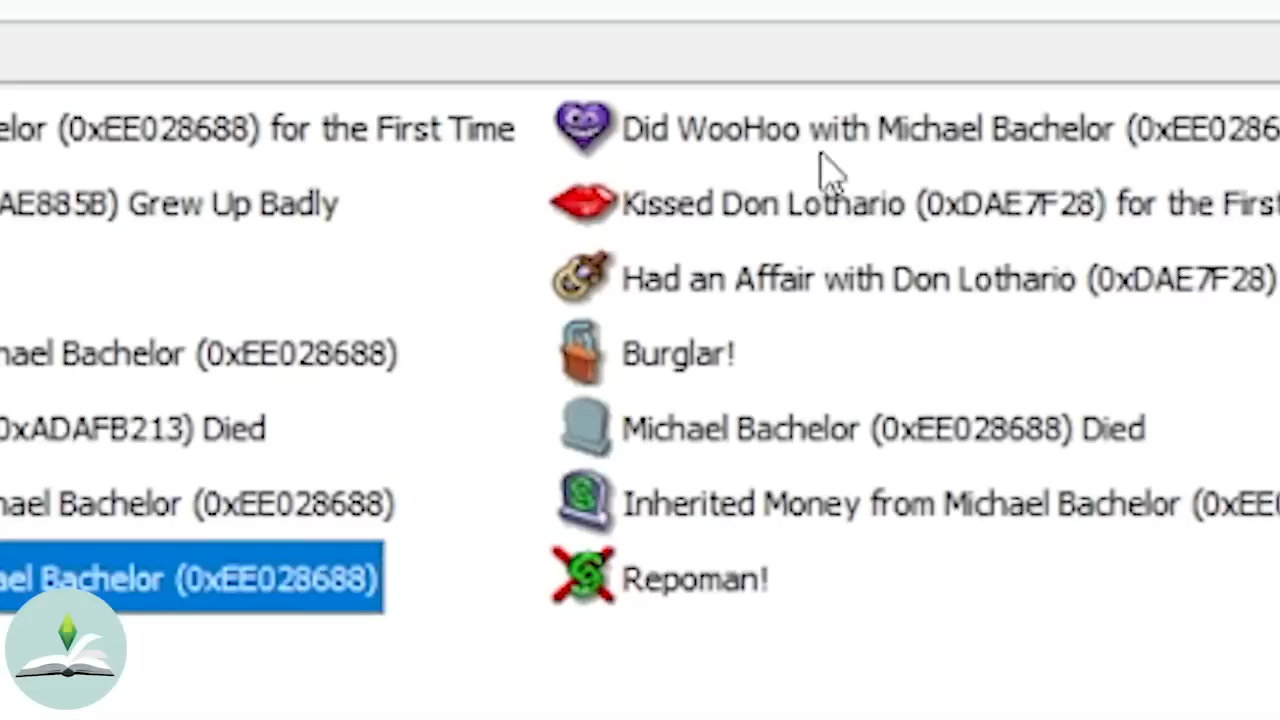 elor (0xEE028688) for the First Time
Did WooHoo with Michael Bachelor (0xEE0286
AE885B) Grew Up Badly
Kissed Don Lothario (0xDAE7F28) for the First
Had an Affair with Don Lothario (0xDAE7F28)
hael Bachelor (0xEE028688)
Burglar!
0xADAFB213) Died
Michael Bachelor (0xEE028688) Died
hael Bachelor (0xEE028688)
Inherited Money from Michael Bachelor (0xEE0
ael Bachelor (0xEE028688)
Repoman!